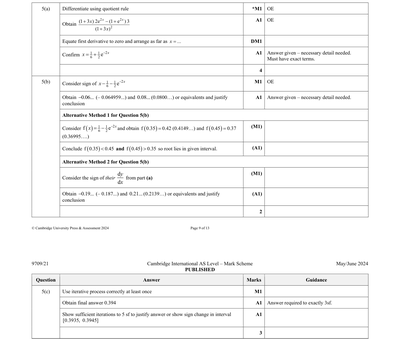 5(a) Differentiate using quotient rule *M1 OE
Obtain ((1+3x)2e²ˣ−(1+e²ˣ)3)/(1+3x)² A1 OE
Equate first derivative to zero and arrange as far as x = ... DM1
Confirm x = 1/6 + 1/2 e⁻²ˣ A1 Answer given – necessary detail needed.
Must have exact terms.
4
5(b) Consider sign of x − 1/6 − 1/2 e⁻²ˣ M1 OE
Obtain –0.06... (– 0.064959...) and 0.08...(0.0800....) or equivalents and justify A1 Answer given – necessary detail needed.
conclusion
Alternative Method 1 for Question 5(b)
Consider f(x) = 1/6 + 1/2 e⁻²ˣ and obtain f(0.35) = 0.42 (0.4149...) and f(0.45) = 0.37 (M1)
(0.36995…)
Conclude f(0.35) < 0.45 and f(0.45) > 0.35 so root lies in given interval. (A1)
Alternative Method 2 for Question 5(b)
Consider the sign of their dy/dx from part (a) (M1)
Obtain –0.19... (– 0.187...) and 0.21... (0.2139…) or equivalents and justify (A1)
conclusion
2
© Cambridge University Press & Assessment 2024 Page 9 of 13
9709/21 Cambridge International AS Level – Mark Scheme May/June 2024
PUBLISHED
Question Answer Marks Guidance
5(c) Use iterative process correctly at least once M1
Obtain final answer 0.394 A1 Answer required to exactly 3sf.
Show sufficient iterations to 5 sf to justify answer or show sign change in interval A1
[0.3935, 0.3945]
3